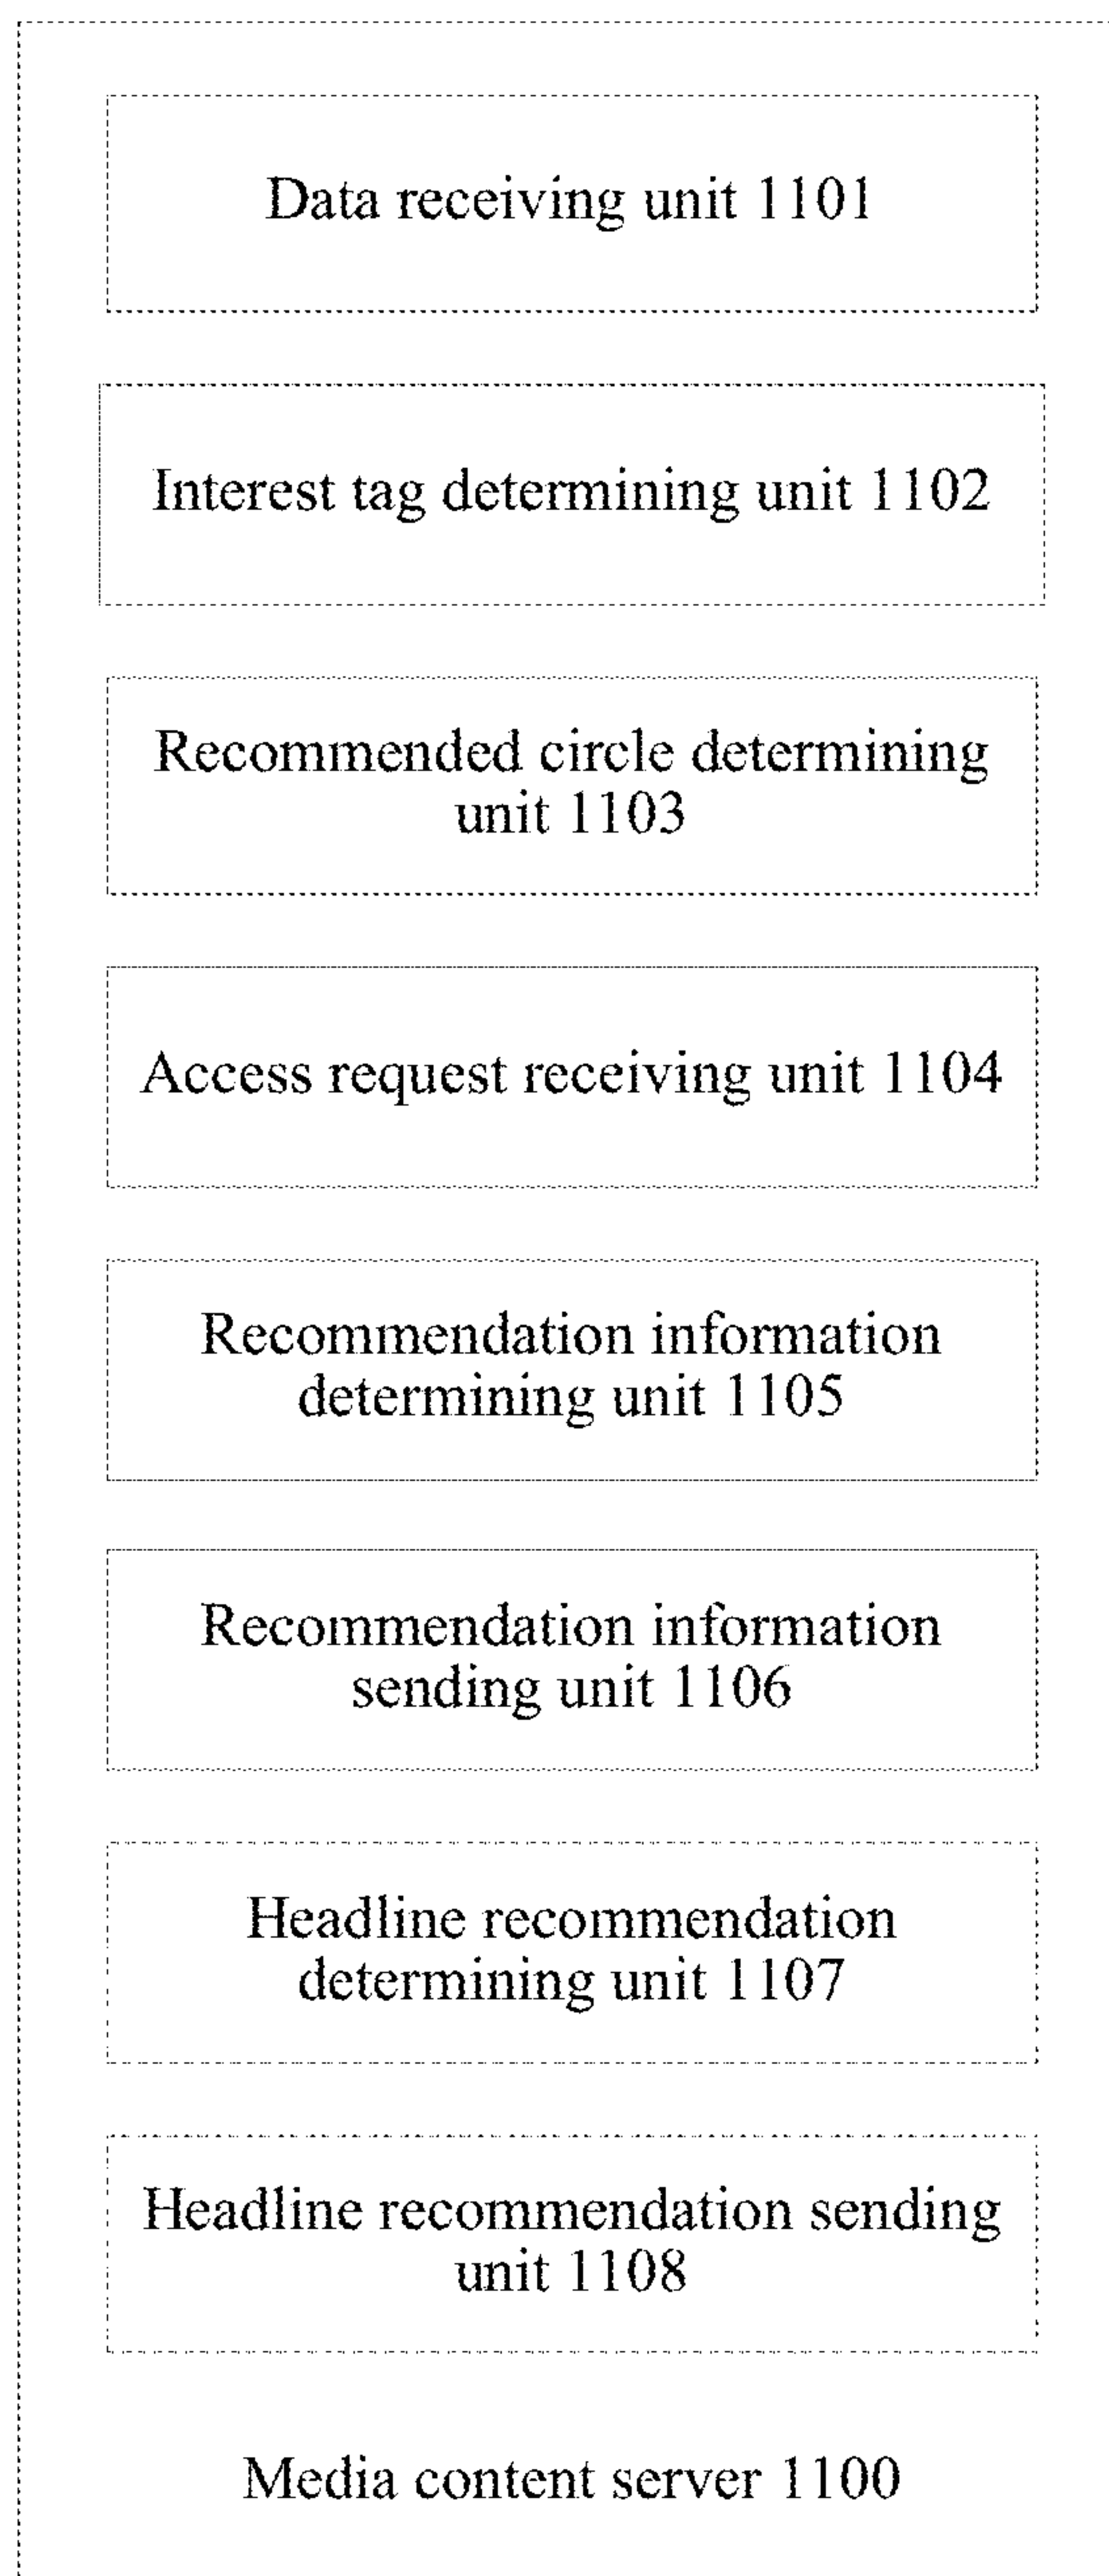 Data receiving unit 1101
Interest tag determining unit 1102
Recommended circle determining
unit 1103
Access request receiving unit 1104
Recommendation information
determining unit 1105
Recommendation information
sending unit 1106
Headline recommendation
determining unit 1107
Headline recommendation sending
unit 1108
Media content server 1100